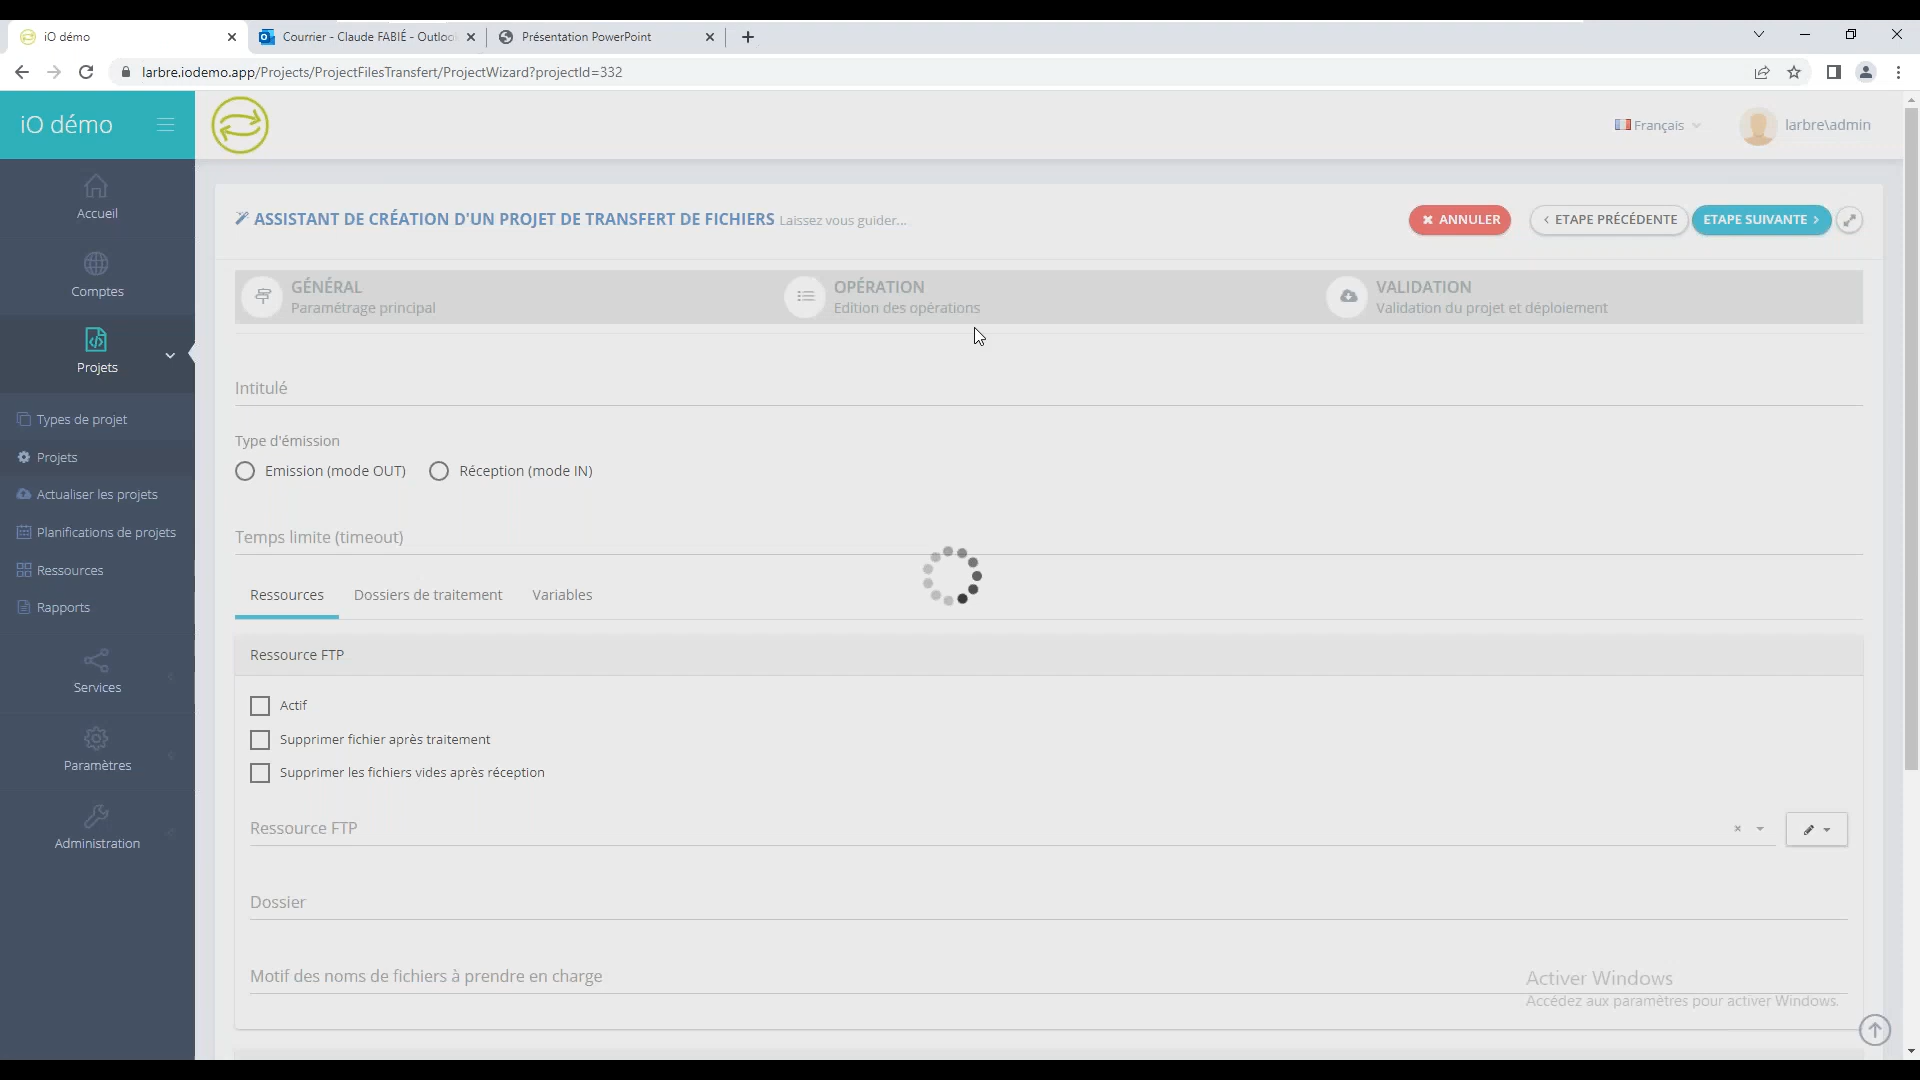 iO démo
Courrier - Claude FABIÉ - Outloo
Présentation PowerPoint
larbre.iodemo.app/Projects/ProjectFilesTransfert/ProjectWizard?projectId=332
iO démo
Français
larbre\admin
Accueil
Comptes
Projets
Types de projet
Projets
Actualiser les projets
Planifications de projets
Ressources
Rapports
Services
Paramètres
Administration
ASSISTANT DE CRÉATION D'UN PROJET DE TRANSFERT DE FICHIERS Laissez vous guider...
ANNULER
ETAPE PRÉCÉDENTE
ETAPE SUIVANTE
GÉNÉRAL
Paramétrage principal
OPÉRATION
Edition des opérations
VALIDATION
Validation du projet et déploiement
Intitulé
Type d'émission
Emission (mode OUT) Réception (mode IN)
Temps limite (timeout)
Ressources Dossiers de traitement Variables
Ressource FTP
Actif
Supprimer fichier après traitement
Supprimer les fichiers vides après réception
Ressource FTP
Dossier
Motif des noms de fichiers à prendre en charge
Activer Windows
Accédez aux paramètres pour activer Windows.